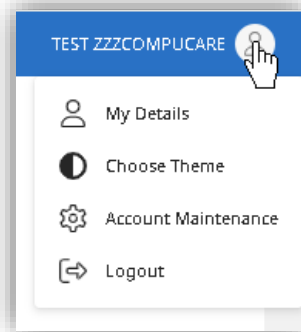 TEST ZZZCOMPUCARE
My Details
Choose Theme
Account Maintenance
Logout